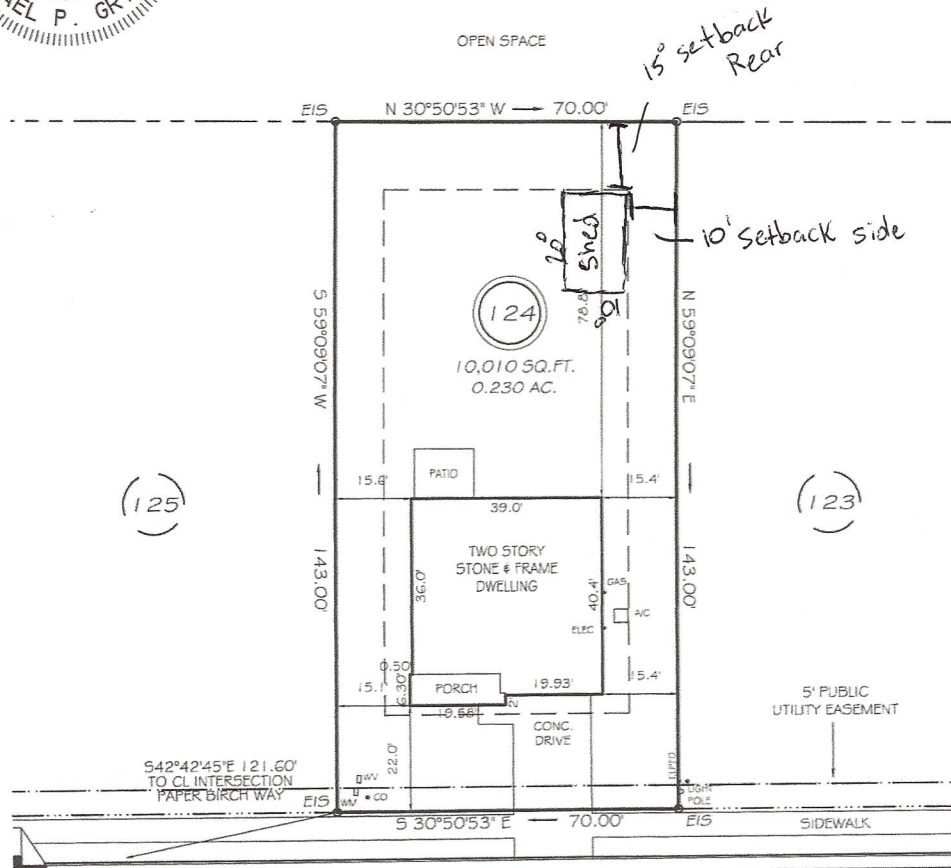 AEL P. GR
OPEN SPACE
15° setback
Rear
EIS
N 30°50'53" W
70.00'
EIS
10' setback side
20°
Shed
10°
78.8
124
10,010 SQ.FT.
0.230 AC.
S 59°09'07" W
N 59°09'07" E
125
123
PATIO
15.6'
15.4'
39.0'
TWO STORY
STONE & FRAME
DWELLING
36.0'
40.4'
GAS
A/C
ELEC
143.00'
143.00'
0.50'
15.1'
6.30'
PORCH
19.93'
15.4'
19.58'
2'
CONC.
DRIVE
22.0'
5' PUBLIC
UTILITY EASEMENT
S42°42'45"E 121.60'
TO CL INTERSECTION
PAPER BIRCH WAY
WV
WV
CO
LIGHT
POLE
EIS
S 30°50'53" E
70.00'
EIS
SIDEWALK